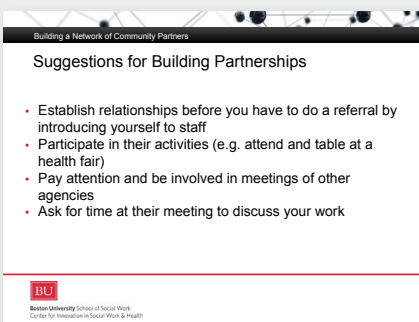 Building a Network of Community Partners
Suggestions for Building Partnerships
• Establish relationships before you have to do a referral by
introducing yourself to staff
• Participate in their activities (e.g. attend and table at a
health fair)
• Pay attention and be involved in meetings of other
agencies
• Ask for time at their meeting to discuss your work
BU
Boston University School of Social Work
Center for Innovation in Social Work & Health